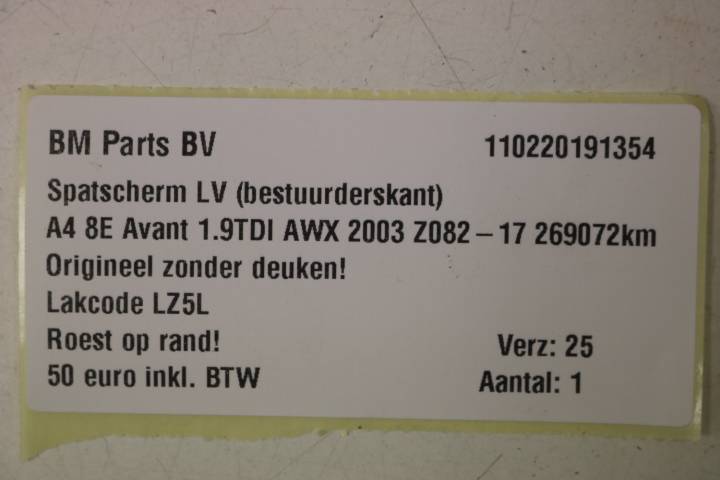 BM Parts BV 110220191354
Spatscherm LV (bestuurderskant)
A4 8E Avant 1.9TDI AWX 2003 Z082-17 269072km
Origineel zonder deuken!
Lakcode LZ5L
Roest op rand! Verz: 25
50 euro inkl. BTW Aantal: 1